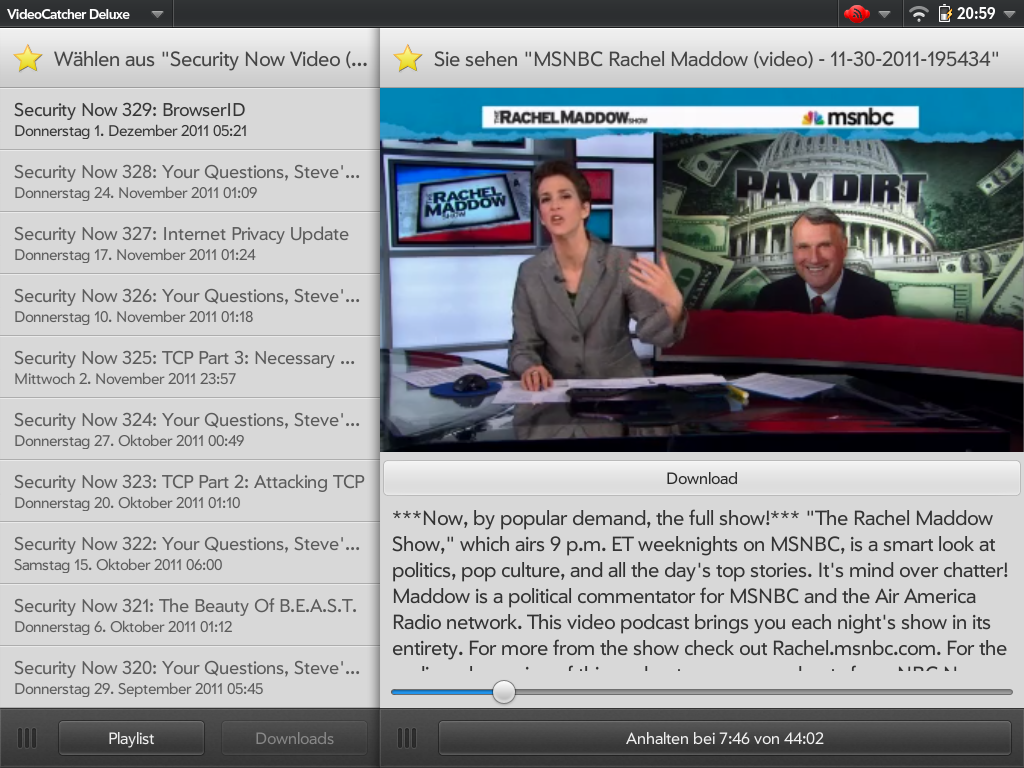 VideoCatcher Deluxe
20:59
Wählen aus "Security Now Video (...
Security Now 329: BrowserID
Donnerstag 1. Dezember 2011 05:21
Security Now 328: Your Questions, Steve'...
Donnerstag 24. November 2011 01:09
Security Now 327: Internet Privacy Update
Donnerstag 17. November 2011 01:24
Security Now 326: Your Questions, Steve'...
Donnerstag 10. November 2011 01:18
Security Now 325: TCP Part 3: Necessary ...
Mittwoch 2. November 2011 23:57
Security Now 324: Your Questions, Steve'...
Donnerstag 27. Oktober 2011 00:49
Security Now 323: TCP Part 2: Attacking TCP
Donnerstag 20. Oktober 2011 01:10
Security Now 322: Your Questions, Steve'...
Samstag 15. Oktober 2011 06:00
Security Now 321: The Beauty Of B.E.A.S.T.
Donnerstag 6. Oktober 2011 01:12
Security Now 320: Your Questions, Steve'...
Donnerstag 29. September 2011 05:45
Playlist
Downloads
Sie sehen "MSNBC Rachel Maddow (video) - 11-30-2011-195434"
THE RACHEL MADDOW SHOW
msnbc
THE
RACHEL
MADDOW
SHOW
PAY DIRT
Download
***Now, by popular demand, the full show!*** "The Rachel Maddow
Show," which airs 9 p.m. ET weeknights on MSNBC, is a smart look at
politics, pop culture, and all the day's top stories. It's mind over chatter!
Maddow is a political commentator for MSNBC and the Air America
Radio network. This video podcast brings you each night's show in its
entirety. For more from the show check out Rachel.msnbc.com. For the
Anhalten bei 7:46 von 44:02